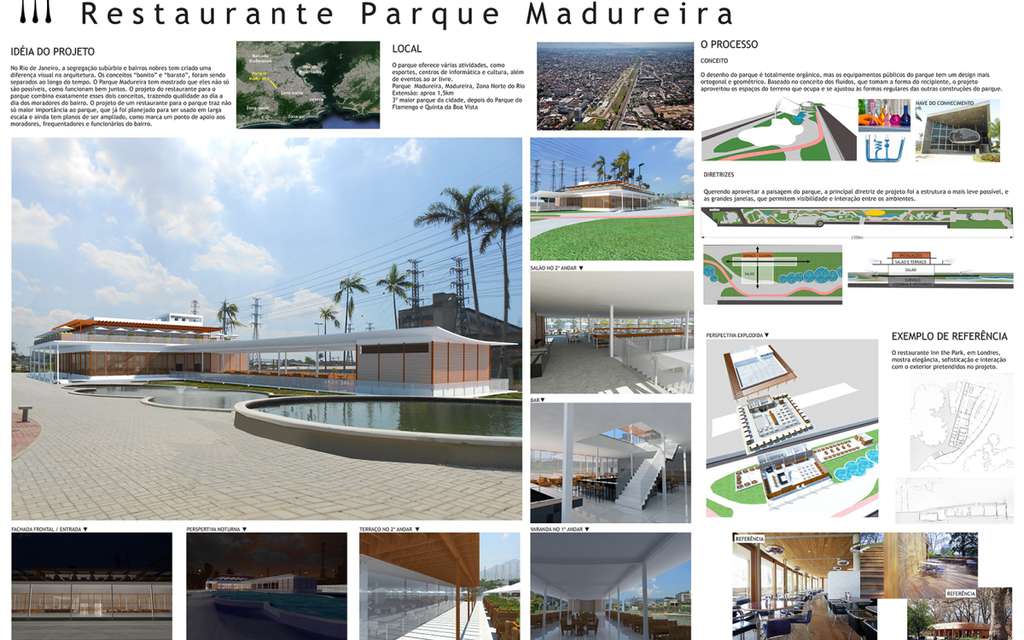 Restaurante Parque Madureira
IDÉIA DO PROJETO
No Rio de Janeiro, a segregação subúrbio e bairros nobres tem criado uma
diferença visual na arquitetura. Os conceitos “bonito” e “barato”, foram sendo
separados ao longo do tempo. O Parque Madureira tem mostrado que eles não só
são possíveis, como funcionam bem juntos. O projeto do restaurante para o
parque combina exatamente esses dois conceitos, trazendo qualidade ao dia a
dia dos moradores do bairro. O projeto de um restaurante para o parque traz não
só maior importância ao parque, que já foi planejado para ser usado em larga
escala e ainda tem planos de ser ampliado, como marca um ponto de apoio aos
moradores, frequentadores e funcionários do bairro.
LOCAL
O parque oferece várias atividades, como
esportes, centros de informática e cultura, além
de eventos ao ar livre.
Parque Madureira, Madureira, Zona Norte do Rio
Extensão: aprox 1,5km
3º maior parque da cidade, depois do Parque do
Flamengo e Quinta da Boa Vista
O PROCESSO
CONCEITO
O desenho do parque é totalmente orgânico, mas os equipamentos públicos do parque tem um design mais
ortogonal e geométrico. Baseado no conceito dos fluidos, que tomam a forma do recipiente, o projeto
aproveitou os espaços do terreno que ocupa e se ajustou às formas regulares das outras construções do parque.
NAVE DO CONHECIMENTO
DIRETRIZES
Querendo aproveitar a paisagem do parque, a principal diretriz de projeto foi a estrutura o mais leve possível, e
as grandes janelas, que permitem visibilidade e interação entre os ambientes.
SALÃO
SALÃO E TERRAÇO
SALÃO
SALÃO NO 2º ANDAR ▼
BAR▼
PERSPECTIVA EXPLODIDA ▼
EXEMPLO DE REFERÊNCIA
O restaurante Inn the Park, em Londres,
mostra elegância, sofisticação e interação
com o exterior pretendidos no projeto.
FACHADA FRONTAL / ENTRADA ▼
PERSPERTIVA NOTURNA ▼
TERRAÇO NO 2º ANDAR ▼
VARANDA NO 1º ANDAR ▼
REFERÊNCIA
REFERÊNCIA